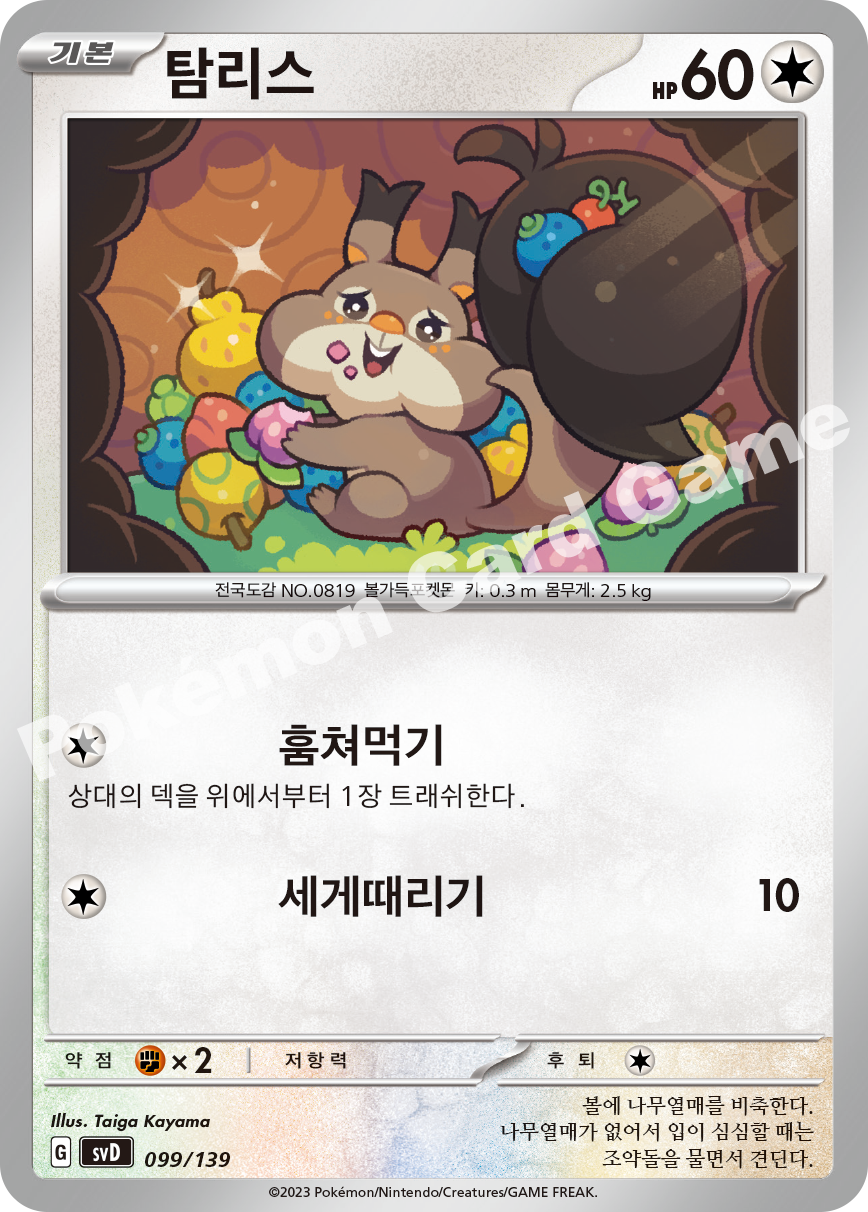 기본
탐리스
HP 60
전국도감 NO.0819 볼가득포켓몬 키: 0.3 m 몸무게: 2.5 kg
Pokémon Card Game
훔쳐먹기
상대의 덱을 위에서부터 1장 트래쉬한다.
세게때리기 10
약점 ×2 저항력 후퇴
볼에 나무열매를 비축한다.
나무열매가 없어서 입이 심심할 때는
조약돌을 물면서 견딘다.
Illus. Taiga Kayama
G svD 099/139
©2023 Pokémon/Nintendo/Creatures/GAME FREAK.